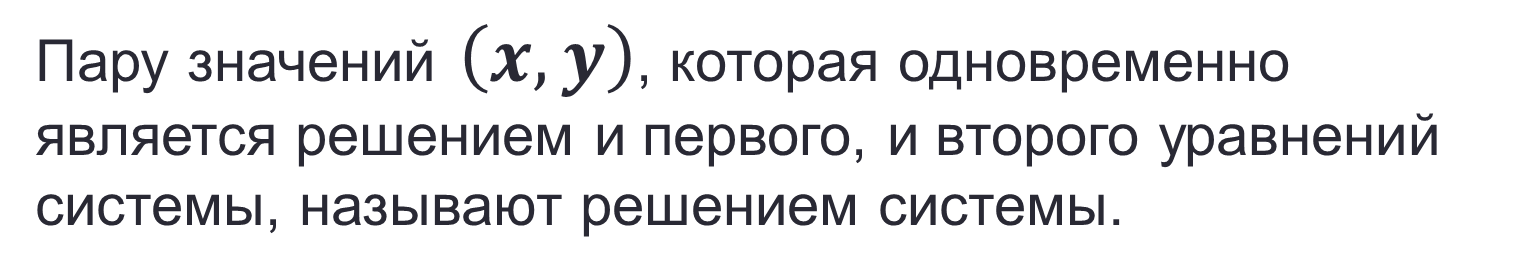 Пару значений (x, y), которая одновременно
является решением и первого, и второго уравнений
системы, называют решением системы.